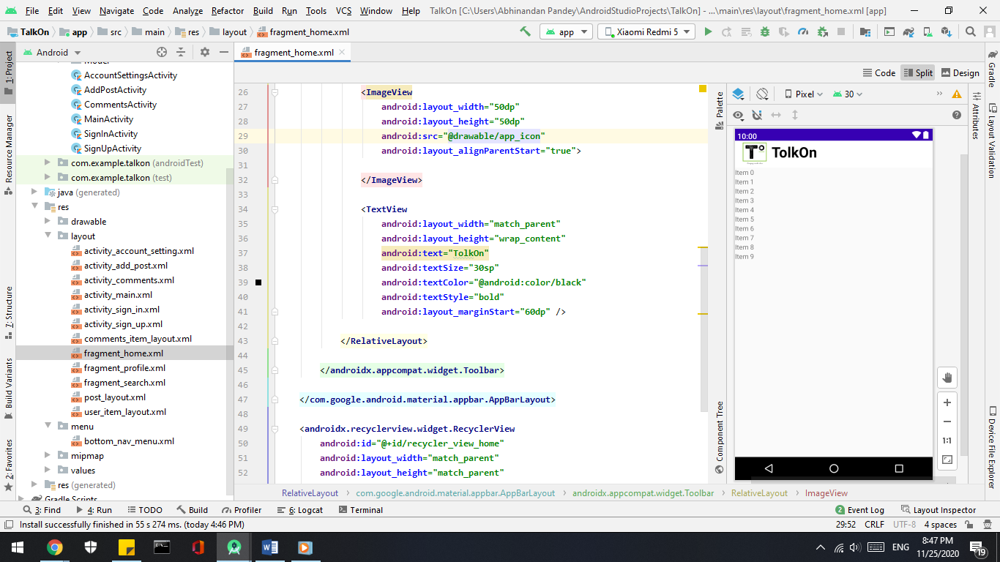 File Edit View Navigate Code Analyze Refactor Build Run Tools VCS Window Help TalkOn [C:\Users\Abhinandan Pandey\AndroidStudioProjects\TalkOn] - ...\main\res\layout\fragment_home.xml [app]
TalkOn app src main res layout fragment_home.xml app Xiaomi Redmi 5
Android
fragment_home.xml
Code Split Design
1: Project
Resource Manager
7: Structure
Build Variants
2: Favorites
Model
AccountSettingsActivity
AddPostActivity
CommentsActivity
MainActivity
SignInActivity
SignUpActivity
com.example.talkon (androidTest)
com.example.talkon (test)
java (generated)
res
drawable
layout
activity_account_setting.xml
activity_add_post.xml
activity_comments.xml
activity_main.xml
activity_sign_in.xml
activity_sign_up.xml
comments_item_layout.xml
fragment_home.xml
fragment_profile.xml
fragment_search.xml
post_layout.xml
user_item_layout.xml
menu
bottom_nav_menu.xml
mipmap
values
res (generated)
Gradle Scripts
26 <ImageView
27 android:layout_width="50dp"
28 android:layout_height="50dp"
29 android:src="@drawable/app_icon"
30 android:layout_alignParentStart="true">
31
32 </ImageView>
33
34 <TextView
35 android:layout_width="match_parent"
36 android:layout_height="wrap_content"
37 android:text="TolkOn"
38 android:textSize="30sp"
39 android:textColor="@android:color/black"
40 android:textStyle="bold"
41 android:layout_marginStart="60dp" />
42
43 </RelativeLayout>
44
45 </androidx.appcompat.widget.Toolbar>
46
47 </com.google.android.material.appbar.AppBarLayout>
48
49 <androidx.recyclerview.widget.RecyclerView
50 android:id="@+id/recycler_view_home"
51 android:layout_width="match_parent"
52 android:layout_height="match_parent"
RelativeLayout com.google.android.material.appbar.AppBarLayout androidx.appcompat.widget.Toolbar RelativeLayout ImageView
Palette
Component Tree
Pixel 30
10:00
TolkOn
Item 0
Item 1
Item 2
Item 3
Item 4
Item 5
Item 6
Item 7
Item 8
Item 9
1:1
Gradle
Attributes
Layout Validation
Device File Explorer
3: Find 4: Run TODO Build Profiler 6: Logcat Terminal 2 Event Log Layout Inspector
Install successfully finished in 55 s 274 ms. (today 4:46 PM) 29:52 CRLF UTF-8 4 spaces
ENG 8:47 PM
11/25/2020 19